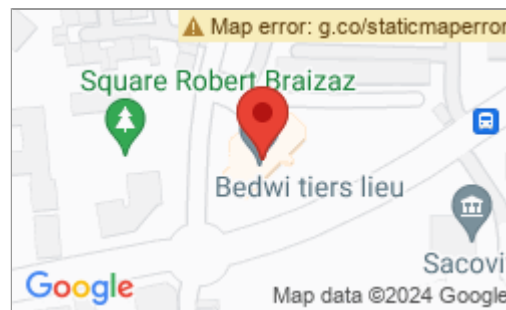 Map error: g.co/staticmaperror
Square Robert Braizaz
Bedwi tiers lieu
Sacovi
Google
Map data ©2024 Google